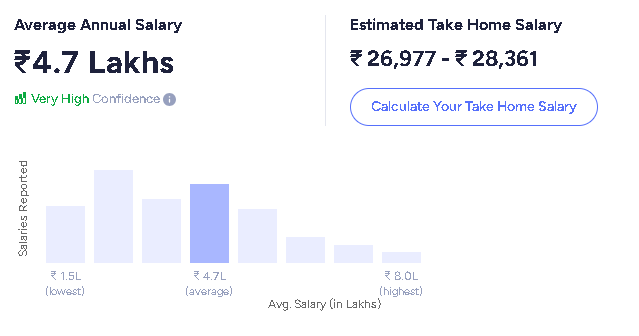 Average Annual Salary
₹4.7 Lakhs
Very High Confidence i
Estimated Take Home Salary
₹ 26,977 - ₹ 28,361
Calculate Your Take Home Salary
Salaries Reported
₹ 1.5L
(lowest)
₹ 4.7L
(average)
₹ 8.0L
(highest)
Avg. Salary (in Lakhs)